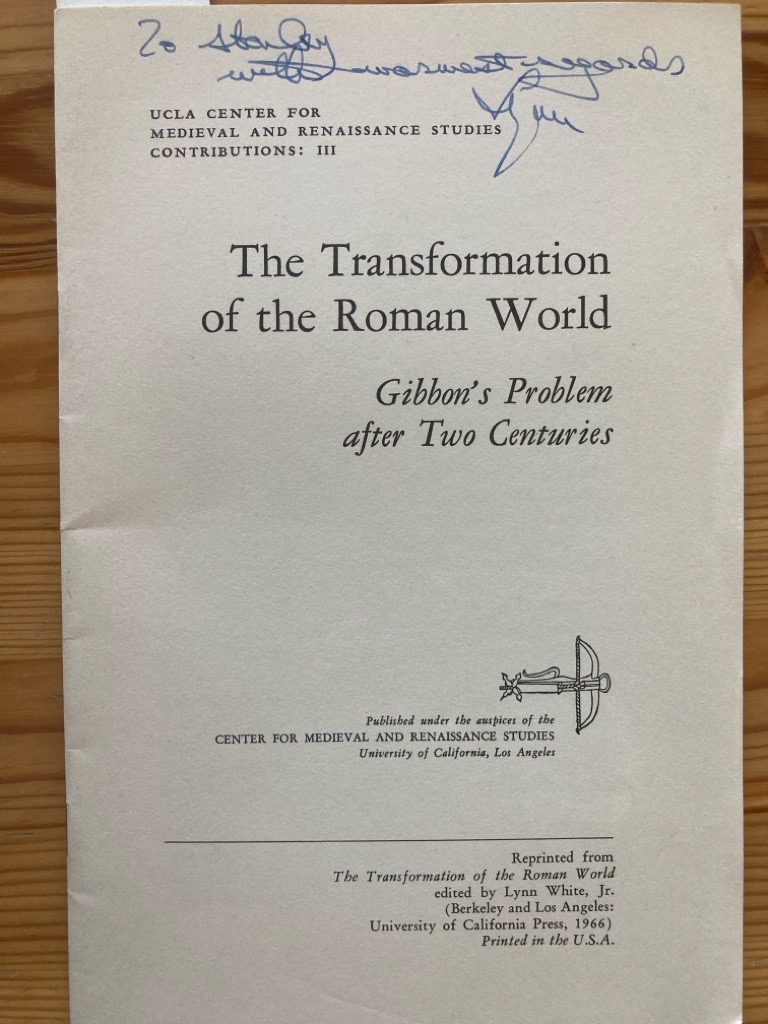 To Stanley
with warmest regards
Lynn
UCLA CENTER FOR
MEDIEVAL AND RENAISSANCE STUDIES
CONTRIBUTIONS: III
The Transformation
of the Roman World
Gibbon's Problem
after Two Centuries
Published under the auspices of the
CENTER FOR MEDIEVAL AND RENAISSANCE STUDIES
University of California, Los Angeles
Reprinted from
The Transformation of the Roman World
edited by Lynn White, Jr.
(Berkeley and Los Angeles:
University of California Press, 1966)
Printed in the U.S.A.